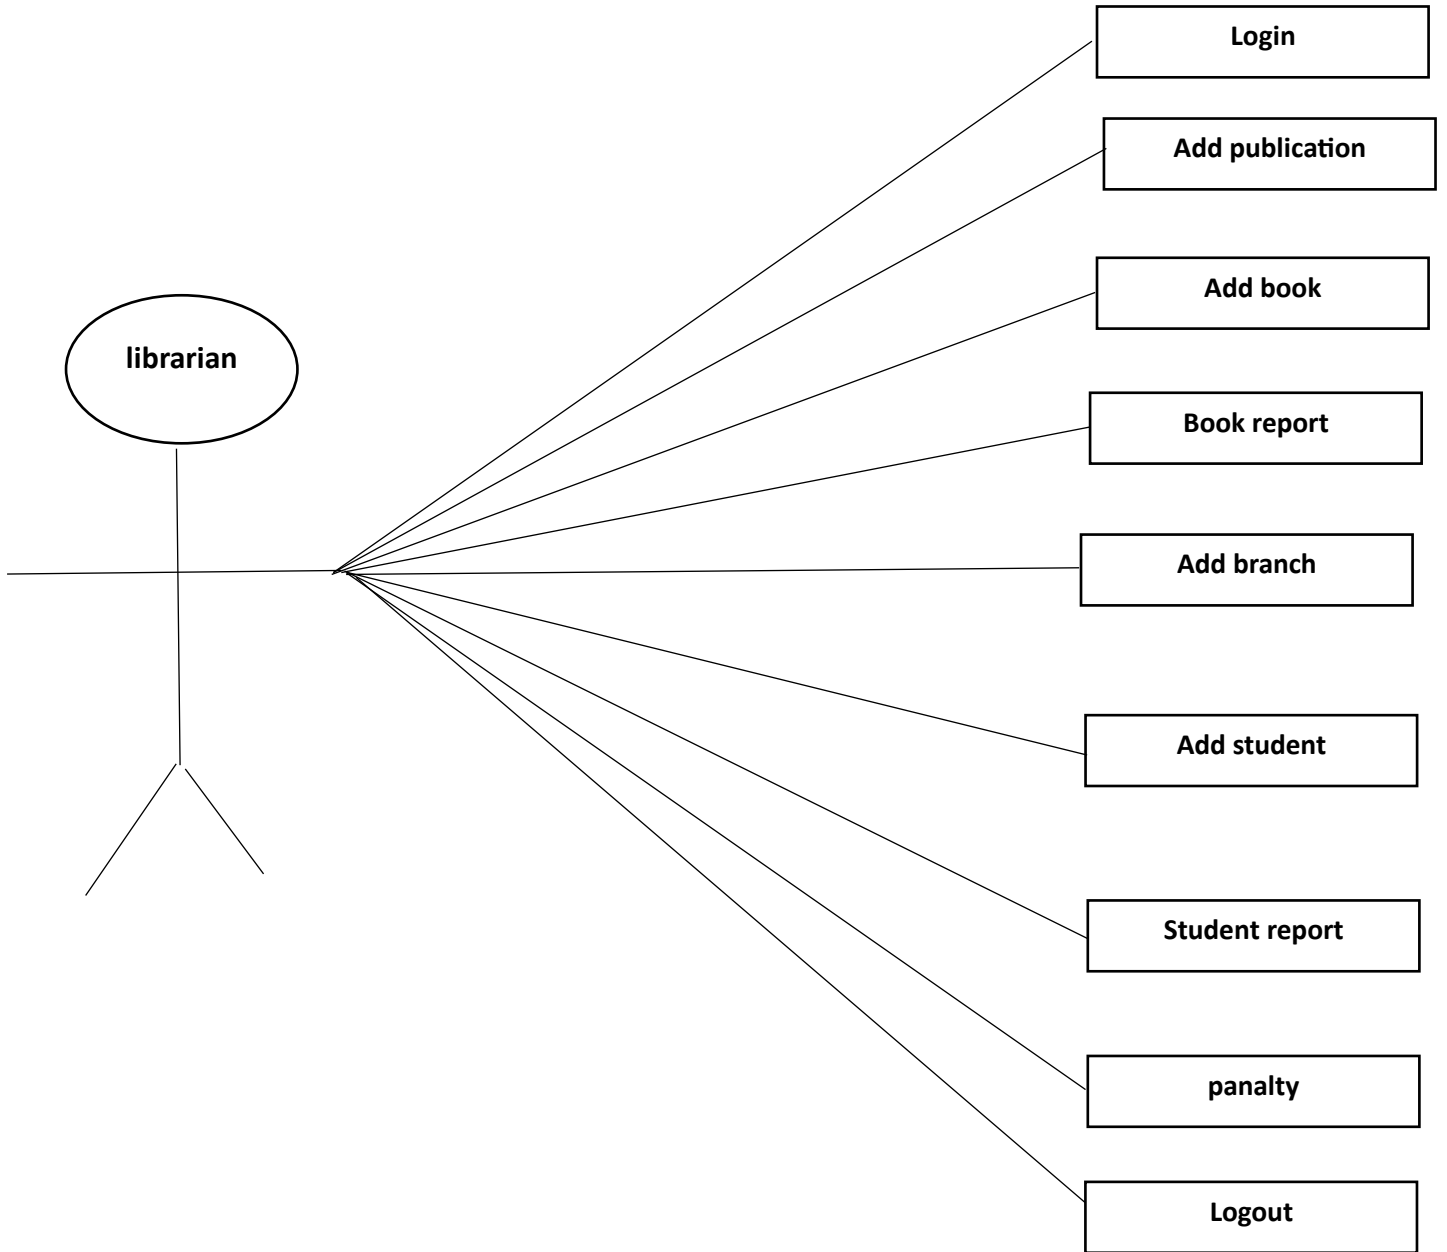 Login
Add publication
Add book
librarian
Book report
Add branch
Add student
Student report
panalty
Logout